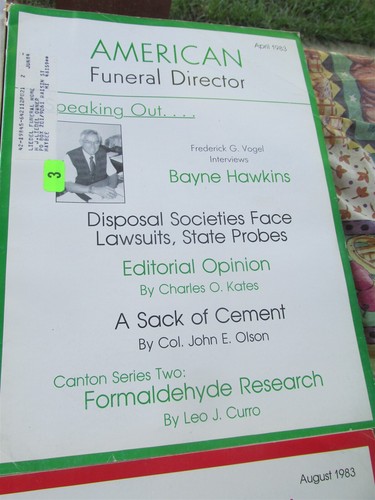 AMERICAN
April 1983
Funeral Director
peaking Out. . . .
Frederick G. Vogel
Interviews
Bayne Hawkins
3
Disposal Societies Face
Lawsuits, State Probes
Editorial Opinion
By Charles O. Kates
A Sack of Cement
By Col. John E. Olson
Canton Series Two:
Formaldehyde Research
By Leo J. Curro
August 1983